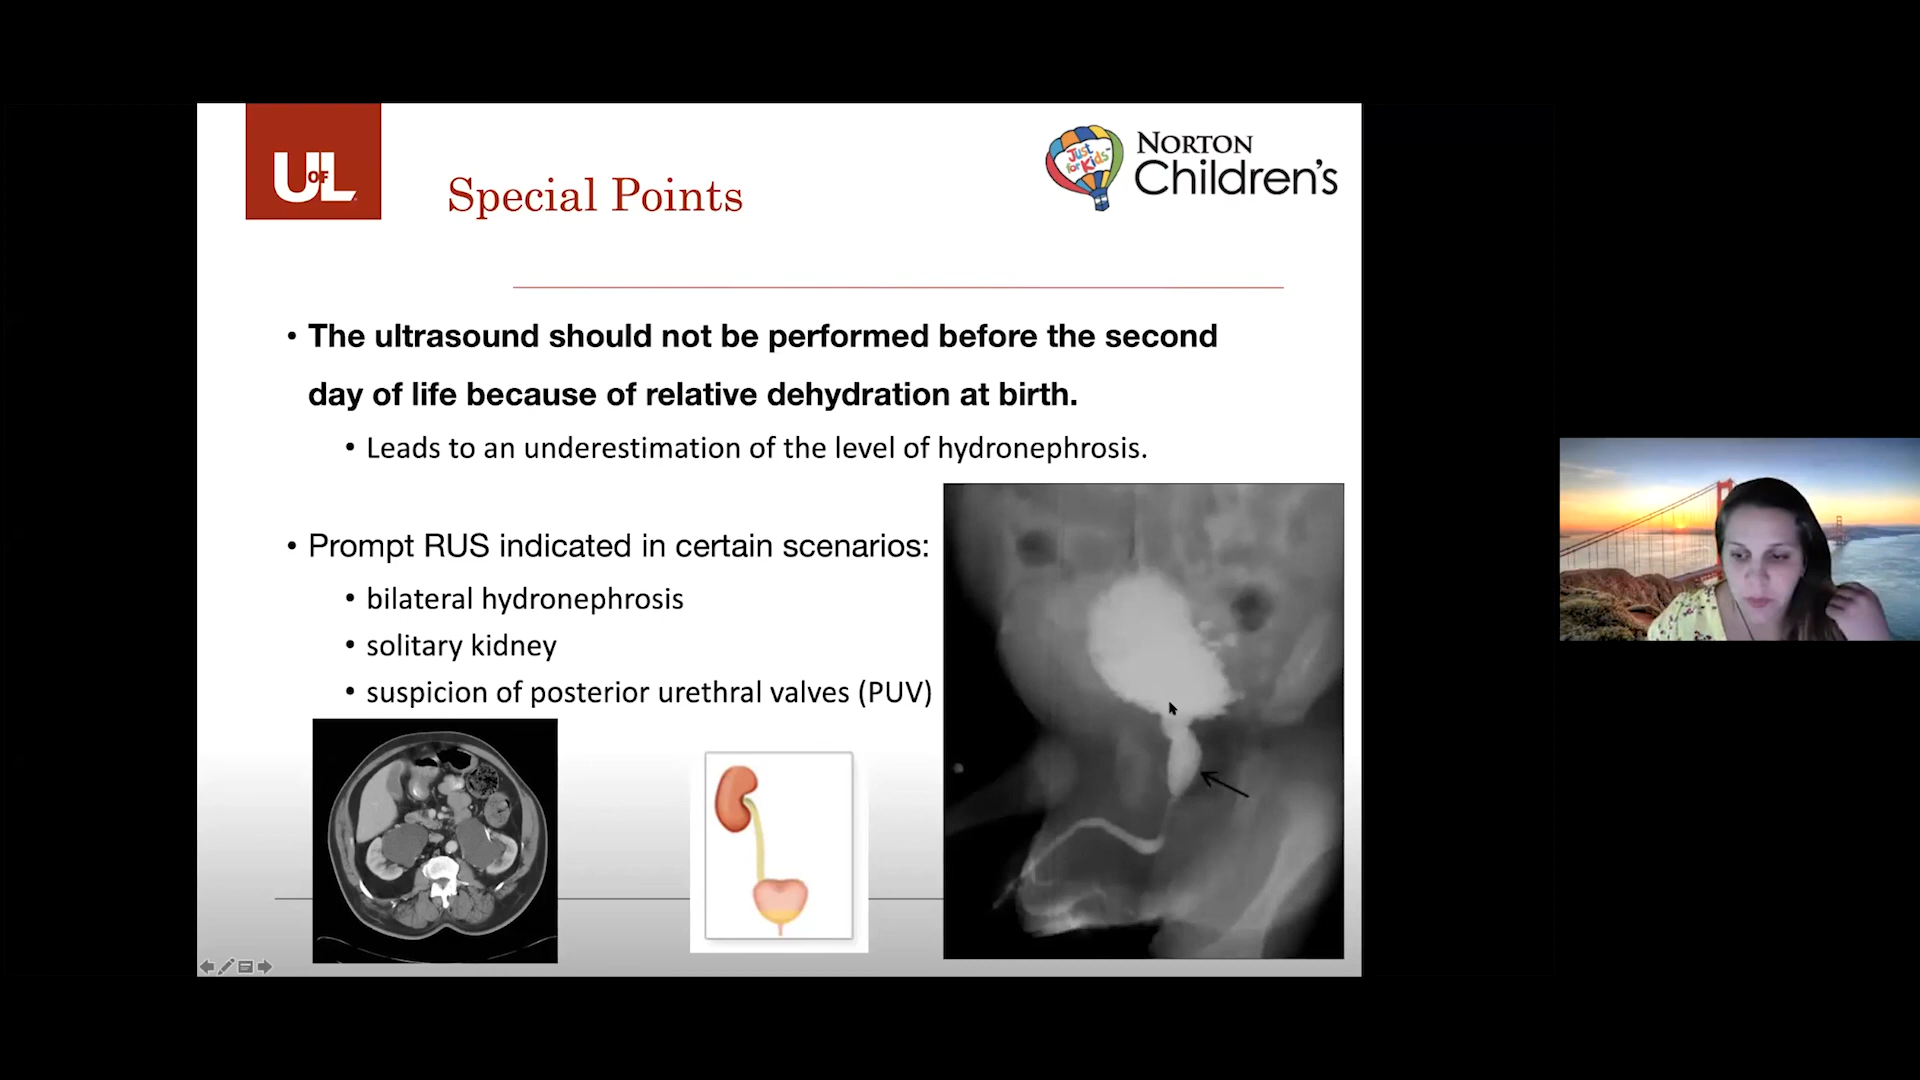 UofL
Special Points
Just for Kids
NORTON
Children's
• The ultrasound should not be performed before the second
day of life because of relative dehydration at birth.
• Leads to an underestimation of the level of hydronephrosis.
• Prompt RUS indicated in certain scenarios:
• bilateral hydronephrosis
• solitary kidney
• suspicion of posterior urethral valves (PUV)